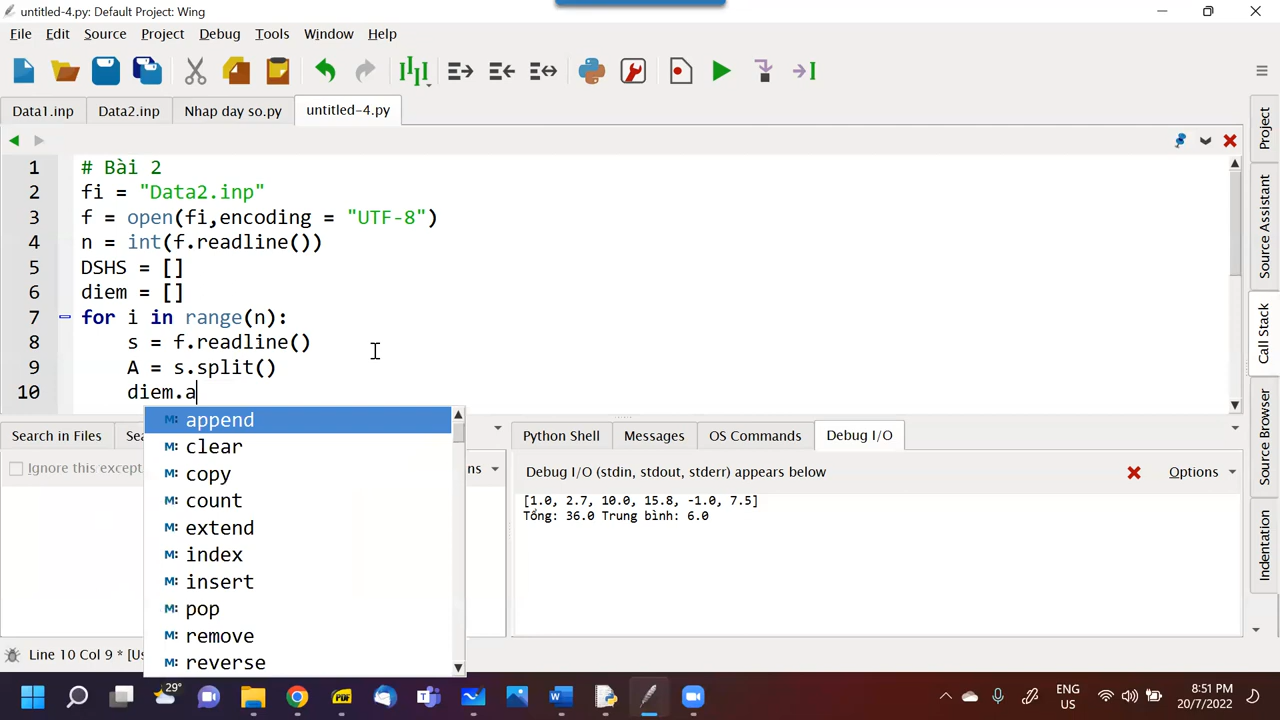 untitled-4.py: Default Project: Wing
File Edit Source Project Debug Tools Window Help
Data1.inp Data2.inp Nhap day so.py untitled-4.py
1 # Bài 2
2 fi = "Data2.inp"
3 f = open(fi,encoding = "UTF-8")
4 n = int(f.readline())
5 DSHS = []
6 diem = []
7 for i in range(n):
8 s = f.readline()
9 A = s.split()
10 diem.a
M: append
M: clear
M: copy
M: count
M: extend
M: index
M: insert
M: pop
M: remove
M: reverse
Search in Files Sea
Ignore this except ns
Python Shell Messages OS Commands Debug I/O
Debug I/O (stdin, stdout, stderr) appears below Options
[1.0, 2.7, 10.0, 15.8, -1.0, 7.5]
Tổng: 36.0 Trung bình: 6.0
Project
Source Assistant
Call Stack
Source Browser
Indentation
Line 10 Col 9 * [Us
29°
PDF
ENG
US
8:51 PM
20/7/2022